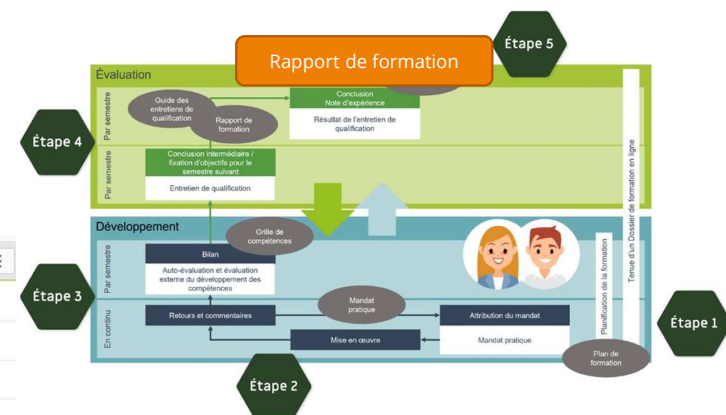 Étape 5
Rapport de formation
Évaluation
Par semestre
Guide des
entretiens de
qualification
Rapport de
formation
Conclusion
Note d'expérience
Résultat de l'entretien de
qualification
Étape 4
Par semestre
Conclusion intermédiaire /
fixation d'objectifs pour le
semestre suivant
Entretien de qualification
Tenue d'un Dossier de formation en ligne
Développement
Grille de
compétences
Par semestre
Bilan
Auto-évaluation et évaluation
externe du développement des
compétences
Étape 3
Planification de la formation
En continu
Mandat
pratique
Retours et commentaires
Attribution du mandat
Mandat pratique
Mise en œuvre
Étape 1
Plan de
formation
Étape 2